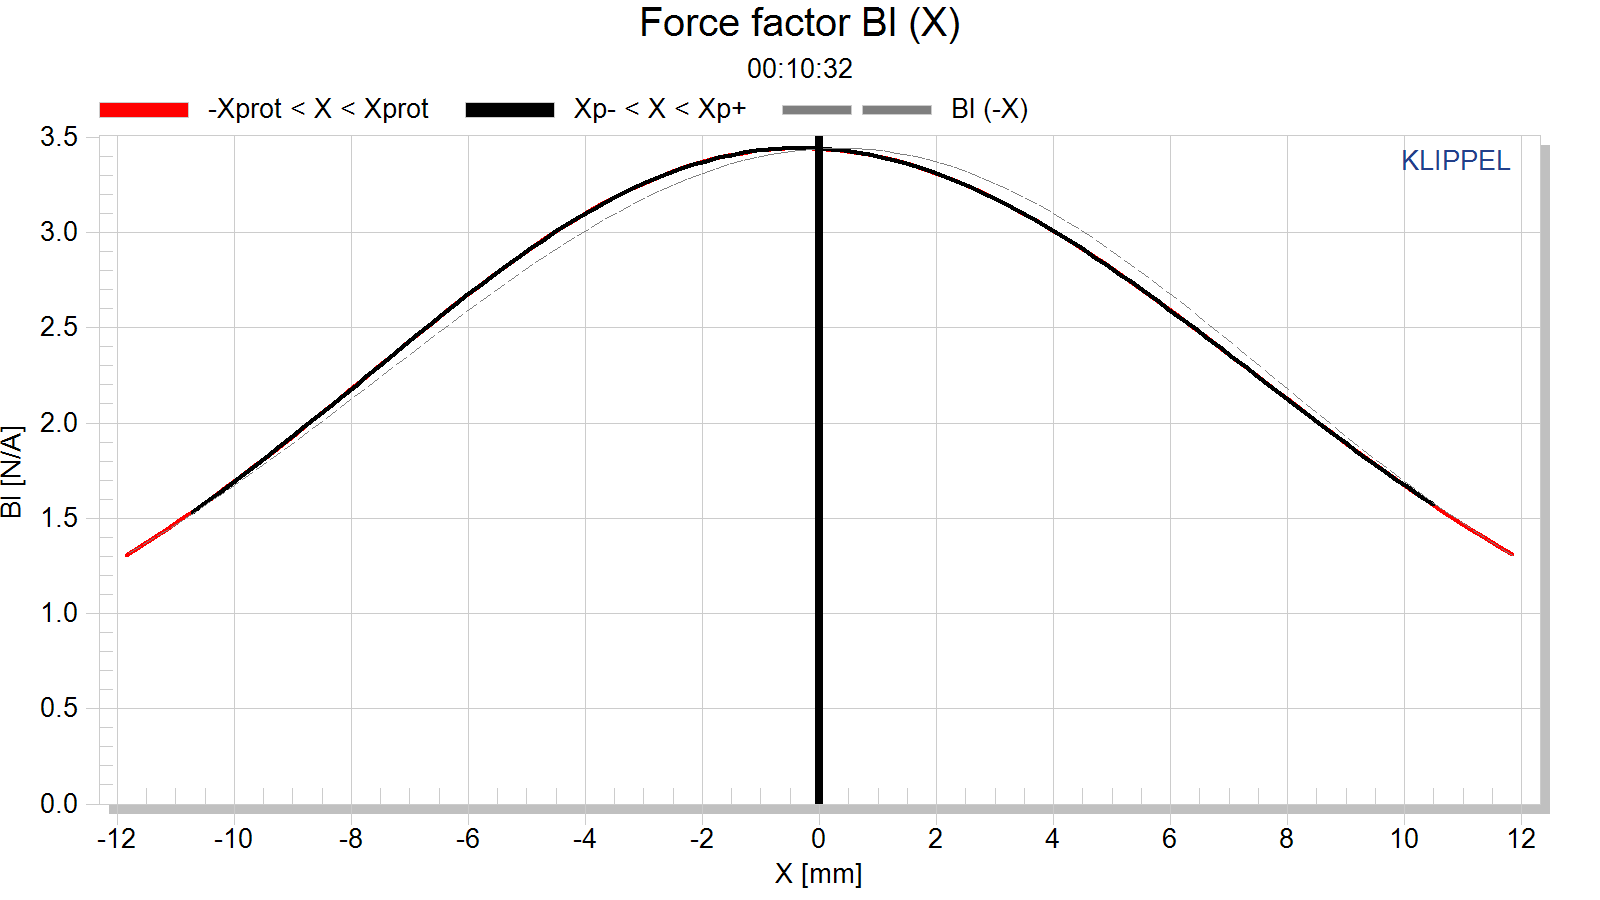 Force factor Bl (X)
00:10:32
-Xprot < X < Xprot Xp- < X < Xp+ Bl (-X)
KLIPPEL
3.5
3.0
2.5
2.0
1.5
1.0
0.5
0.0
Bl [N/A]
-12 -10 -8 -6 -4 -2 0 2 4 6 8 10 12
X [mm]